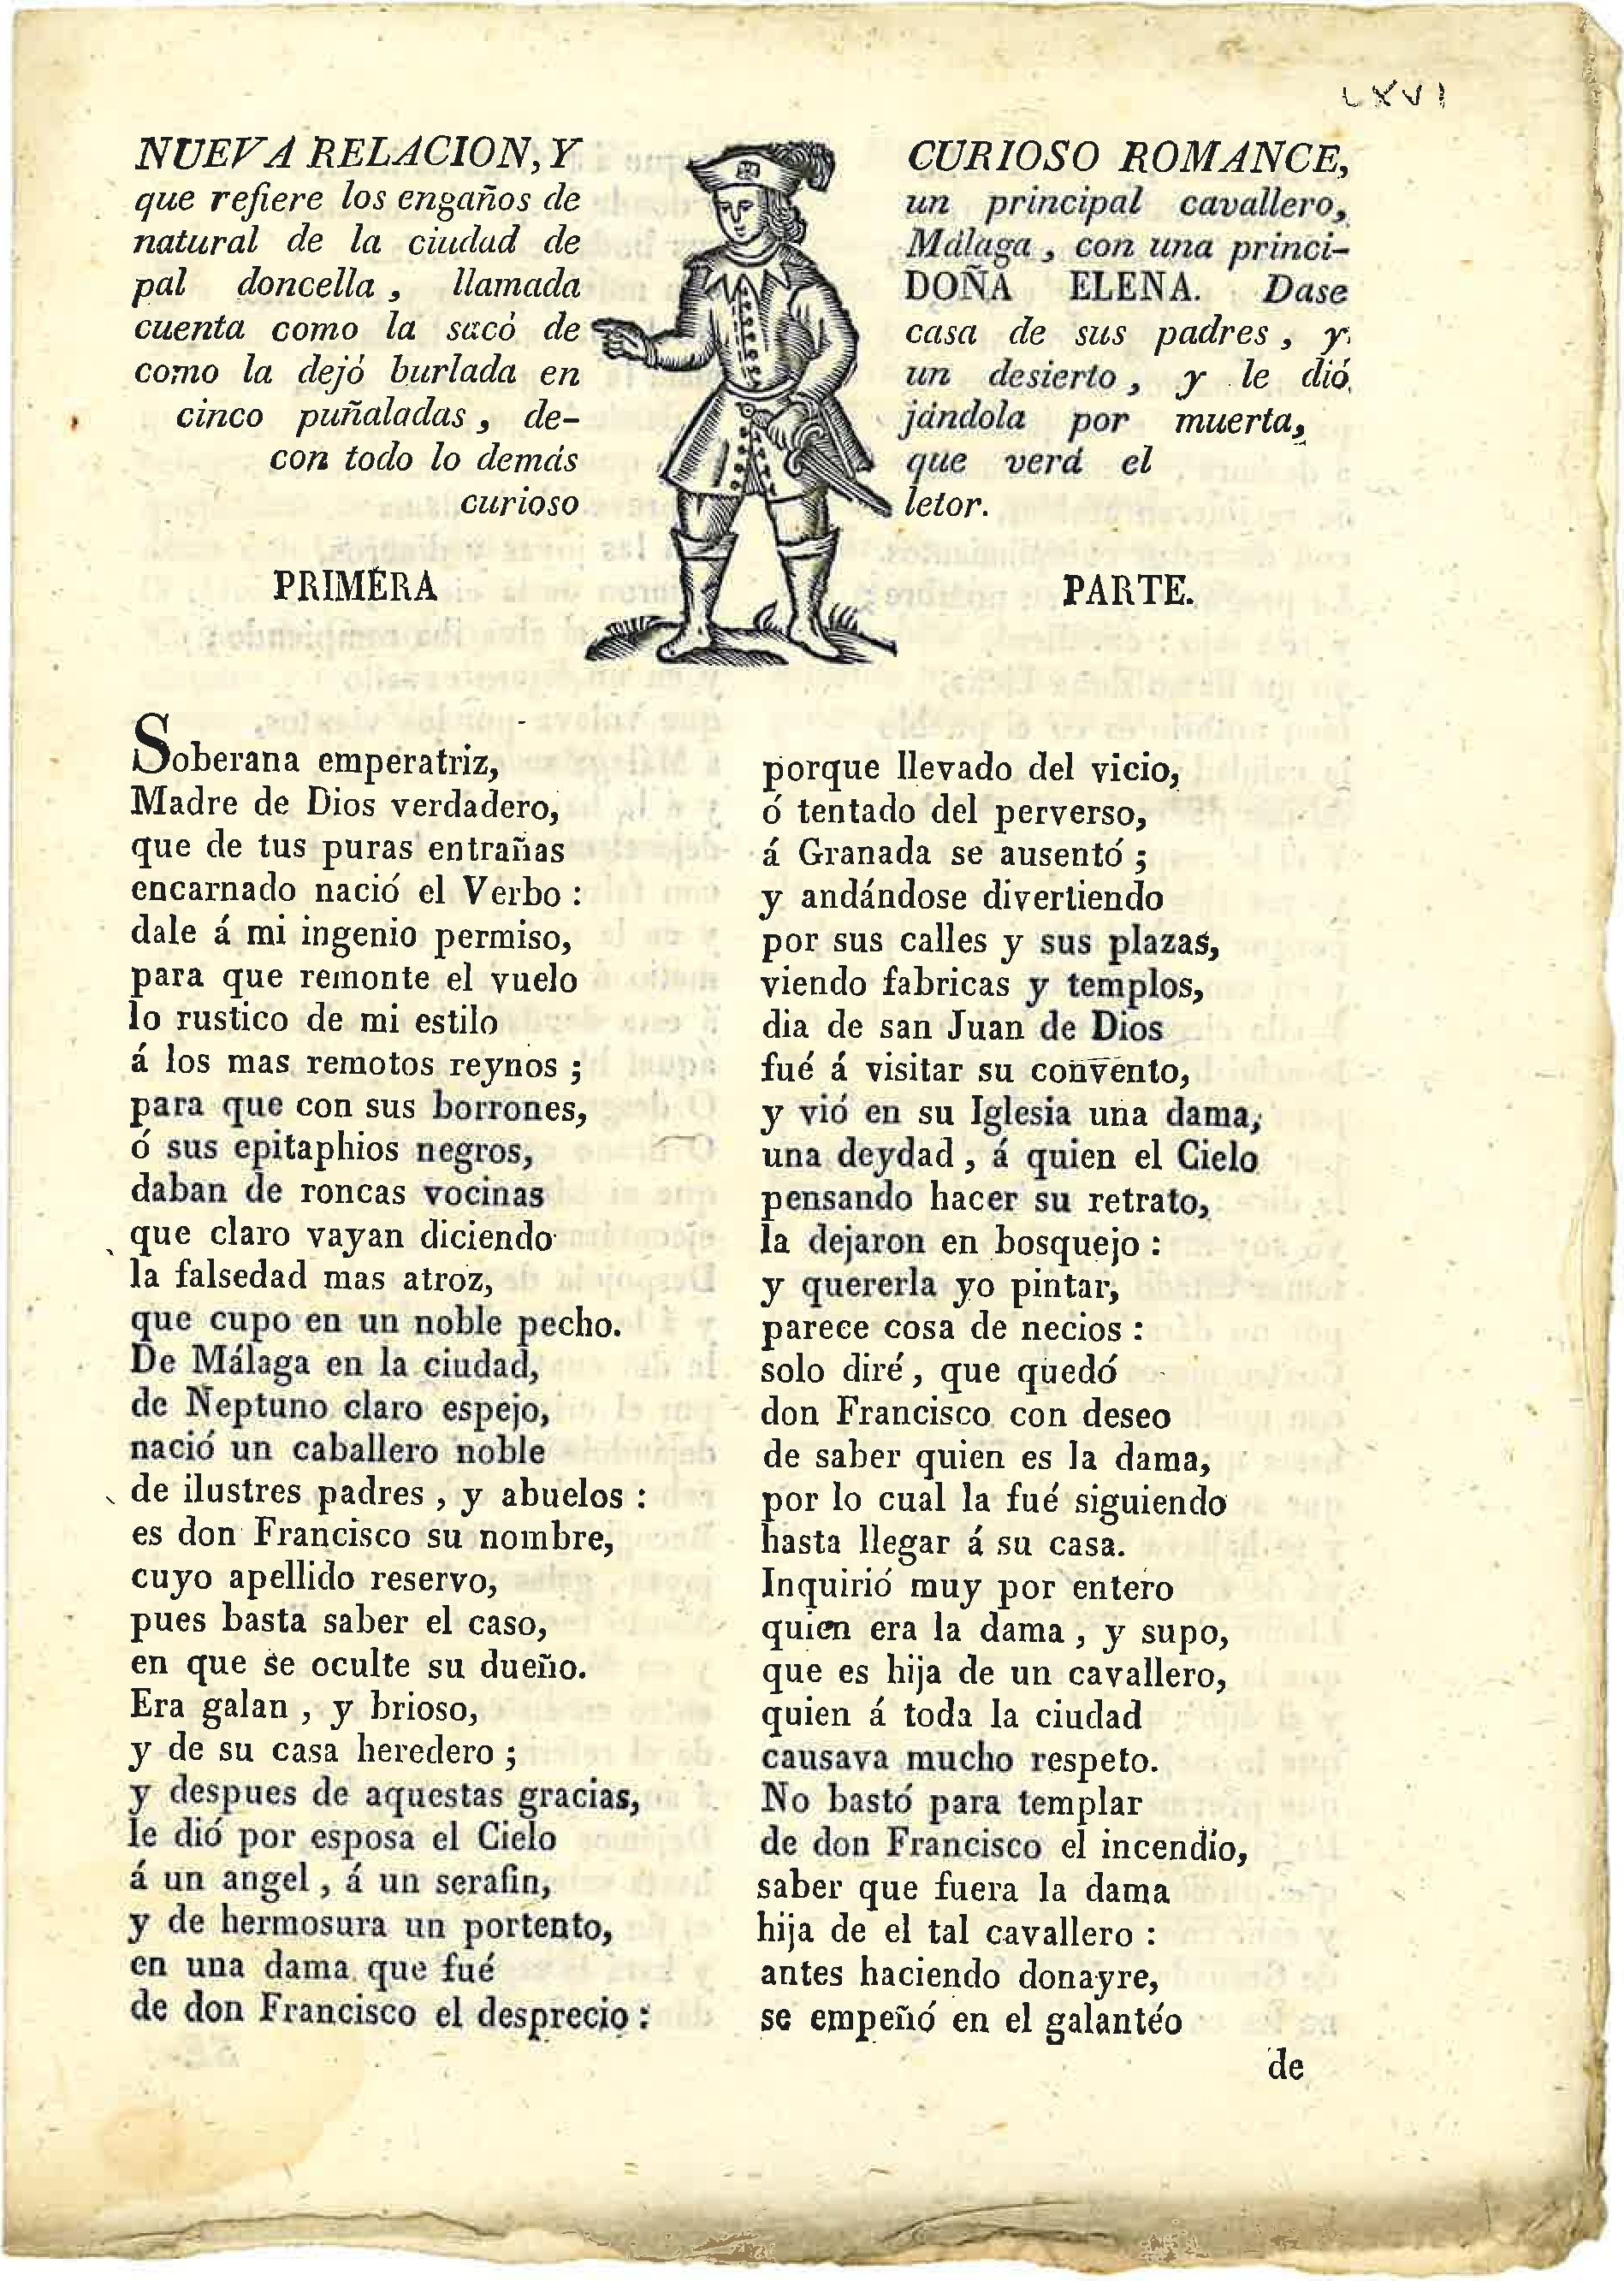 LXVI
NUEVA RELACION, Y CURIOSO ROMANCE,
que refiere los engaños de un principal cavallero,
natural de la ciudad de Málaga, con una princi-
pal doncella, llamada DOÑA ELENA. Dase
cuenta como la sacó de casa de sus padres, y
como la dejó burlada en un desierto, y le dió
cinco puñaladas, de- jándola por muerta,
con todo lo demás que verá el
curioso letor.
PRIMERA PARTE.
Soberana emperatriz,
Madre de Dios verdadero,
que de tus puras entrañas
encarnado nació el Verbo:
dale á mi ingenio permiso,
para que remonte el vuelo
lo rustico de mi estilo
á los mas remotos reynos;
para que con sus borrones,
ó sus epitaphios negros,
daban de roncas vocinas
que claro vayan diciendo
la falsedad mas atroz,
que cupo en un noble pecho.
De Málaga en la ciudad,
de Neptuno claro espejo,
nació un caballero noble
de ilustres padres, y abuelos:
es don Francisco su nombre,
cuyo apellido reservo,
pues basta saber el caso,
en que se oculte su dueño.
Era galan, y brioso,
y de su casa heredero;
y despues de aquestas gracias,
le dió por esposa el Cielo
á un angel, á un serafin,
y de hermosura un portento,
en una dama que fué
de don Francisco el desprecio:
porque llevado del vicio,
ó tentado del perverso,
á Granada se ausentó;
y andándose divertiendo
por sus calles y sus plazas,
viendo fabricas y templos,
dia de san Juan de Dios
fué á visitar su convento,
y vió en su Iglesia una dama,
una deydad, á quien el Cielo
pensando hacer su retrato,
la dejaron en bosquejo:
y quererla yo pintar,
parece cosa de necios:
solo diré, que quedó
don Francisco con deseo
de saber quien es la dama,
por lo cual la fué siguiendo
hasta llegar á su casa.
Inquirió muy por entero
quien era la dama, y supo,
que es hija de un cavallero,
quien á toda la ciudad
causava mucho respeto.
No bastó para templar
de don Francisco el incendio,
saber que fuera la dama
hija de el tal cavallero:
antes haciendo donayre,
se empeñó en el galantéo
de